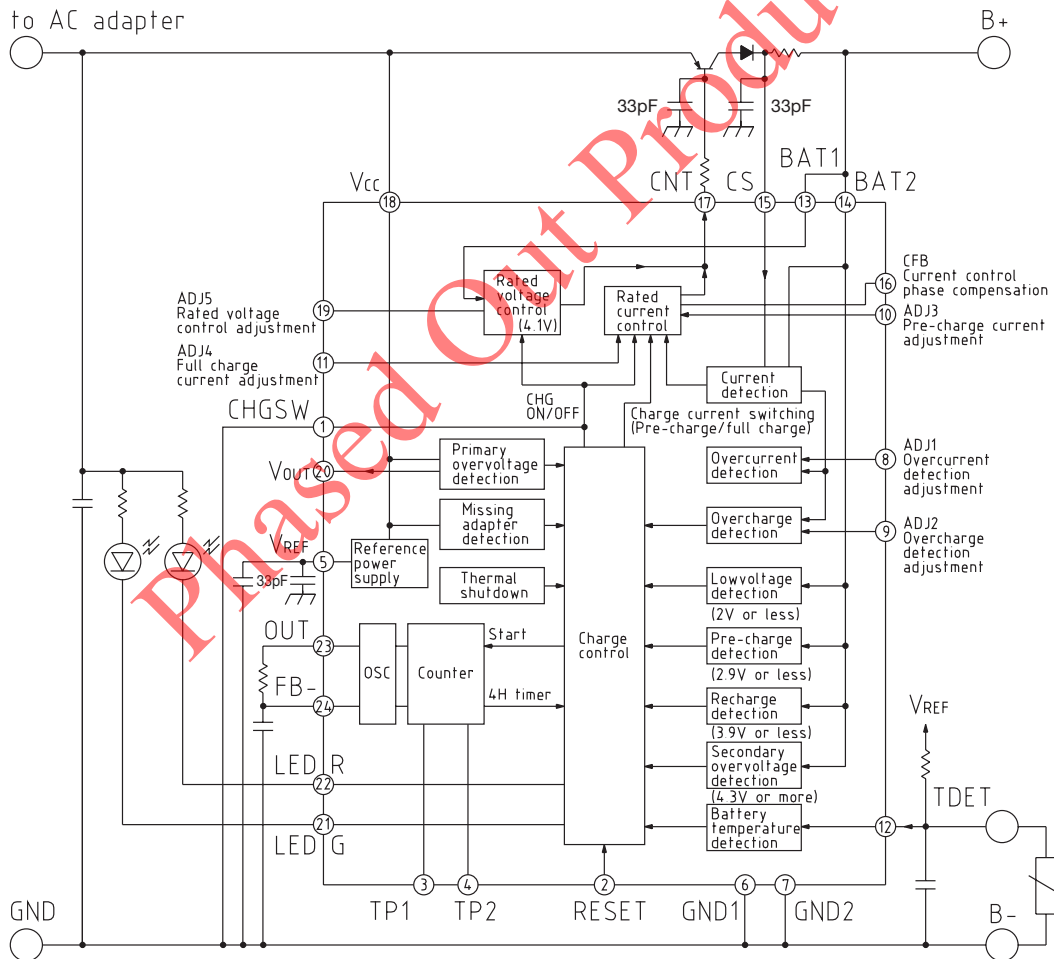 to AC adapter
B+
33pF
33pF
BAT1
Vcc
CNT
CS
BAT2
18
17
15
13
14
CFB
Current control
phase compensation
16
ADJ5
Rated voltage
control adjustment
19
Rated
voltage
control
(4.1V)
Rated
current
control
10
ADJ3
Pre-charge current
adjustment
ADJ4
Full charge
current adjustment
11
Current
detection
CHG
ON/OFF
Charge current switching
(Pre-charge/full charge)
CHGSW
1
Primary
overvoltage
detection
Overcurrent
detection
8
ADJ1
Overcurrent
detection
adjustment
VOUT
20
Missing
adapter
detection
Overcharge
detection
9
ADJ2
Overcharge
detection
adjustment
VREF
5
Reference
power
supply
33pF
Thermal
shutdown
Lowvoltage
detection
(2V or less)
OUT
23
OSC
Counter
Start
Charge
control
Pre-charge
detection
(2.9V or less)
FB-
24
4H timer
Recharge
detection
(3.9V or less)
VREF
LED R
22
Secondary
overvoltage
detection
(4.3V or more)
LED G
21
Battery
temperature
detection
12
TDET
3
4
2
6
7
TP1
TP2
RESET
GND1
GND2
GND
B-
Phased Out Produ